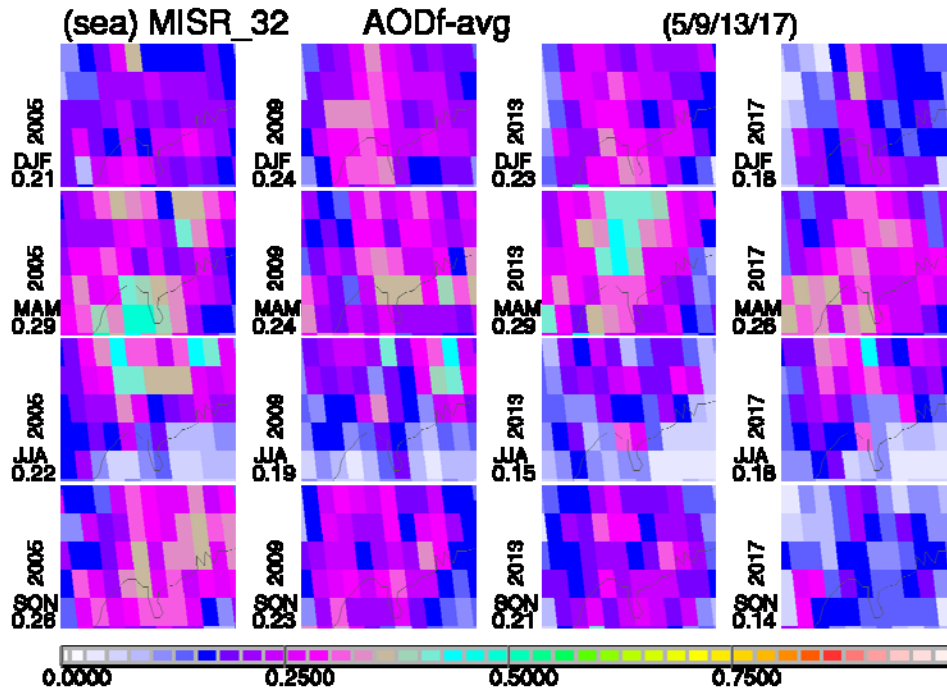 (sea) MISR_32 AODf-avg (5/9/13/17)
2005 2009 2013 2017
DJF DJF DJF DJF
0.21 0.24 0.23 0.18
2005 2009 2013 2017
MAM MAM MAM MAM
0.29 0.24 0.29 0.26
2005 2009 2013 2017
JJA JJA JJA JJA
0.22 0.19 0.15 0.18
2005 2009 2013 2017
SON SON SON SON
0.26 0.23 0.21 0.14
0.0000 0.2500 0.5000 0.7500